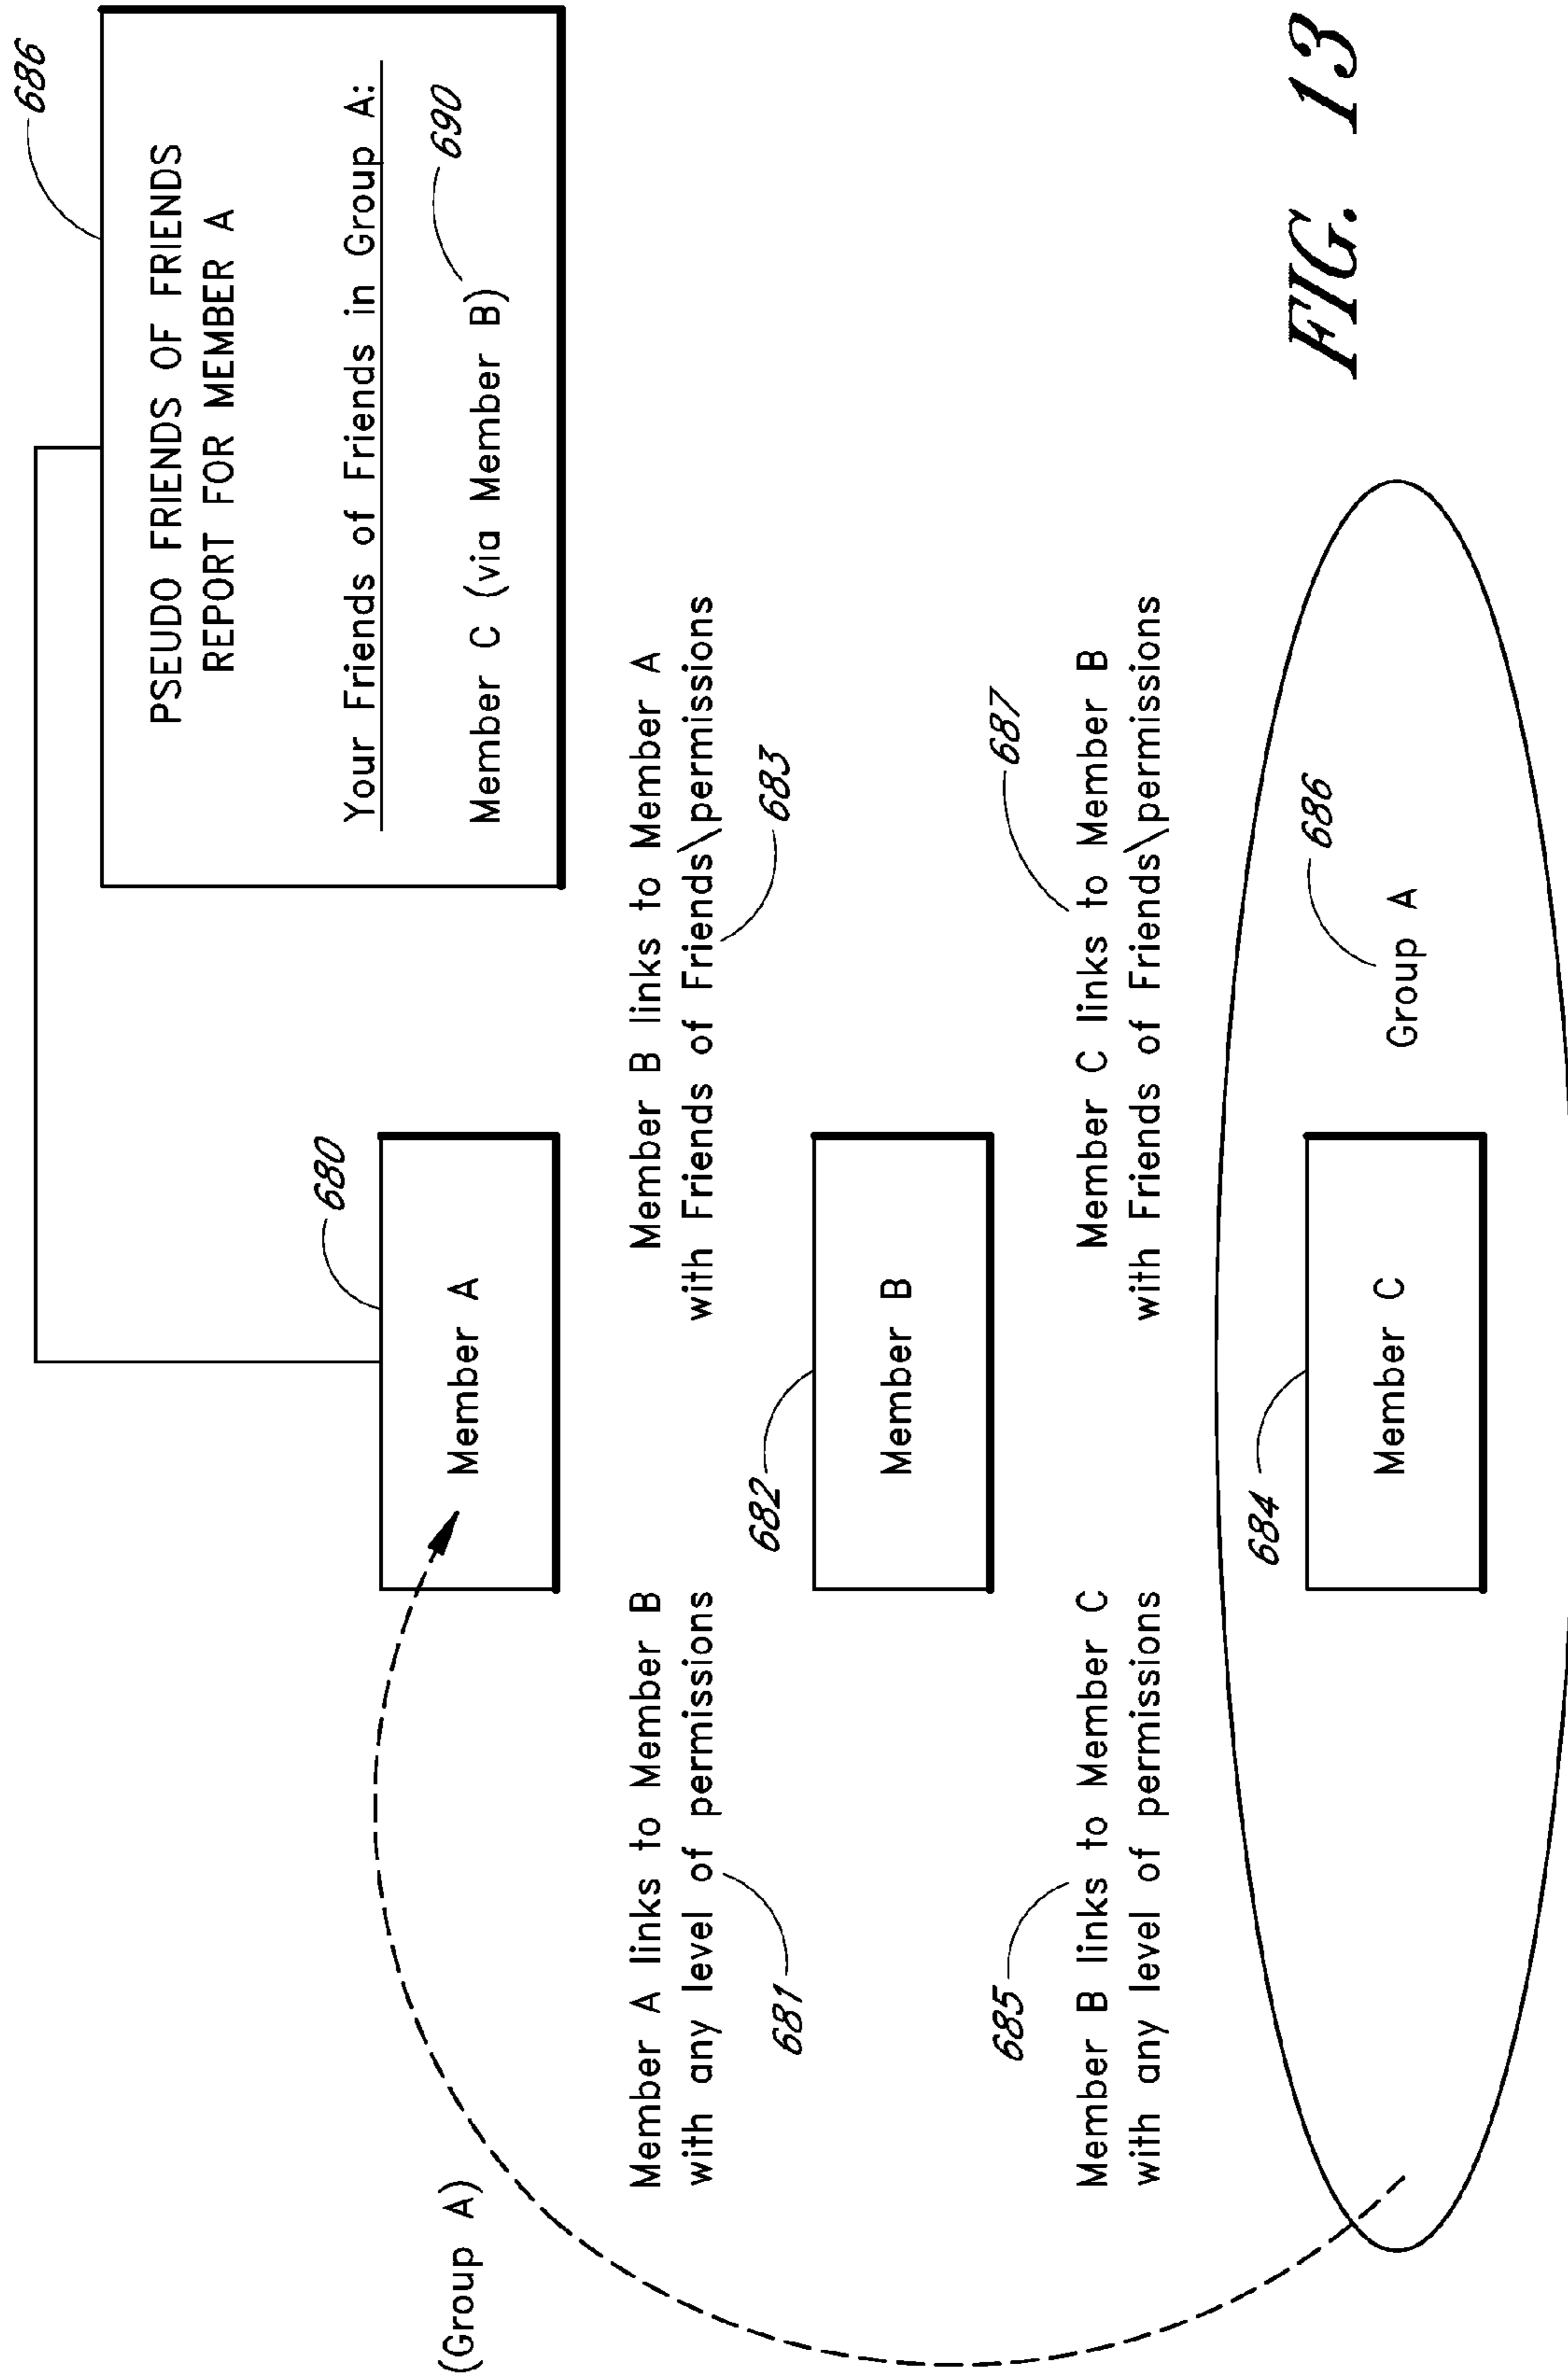 686
PSEUDO FRIENDS OF FRIENDS
REPORT FOR MEMBER A
Your Friends of Friends in Group A:
Member C (via Member B)
690
(Group A)
680
Member A
Member A links to Member B
with any level of permissions
681
Member B links to Member A
with Friends of Friends\permissions
683
682
Member B
685
Member B links to Member C
with any level of permissions
687
Member C links to Member B
with Friends of Friends\permissions
684
Member C
686
Group A
FIG. 13